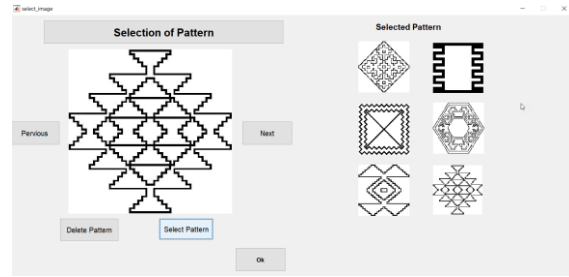 select_image
Selection of Pattern
Selected Pattern
Pervious
Next
Delete Pattern
Select Pattern
Ok